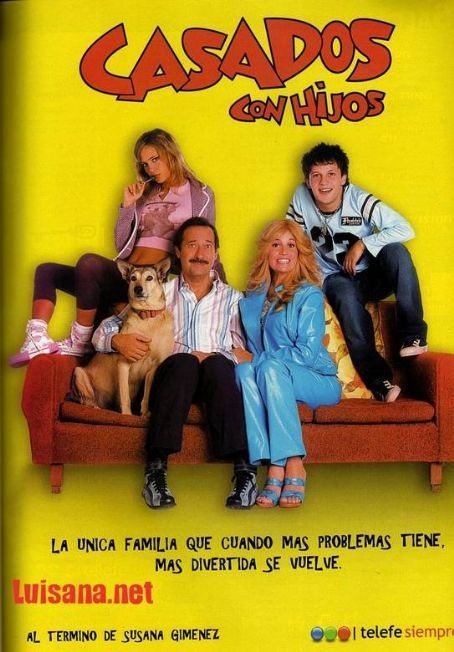 CASADOS
CON HIJOS
LA UNICA FAMILIA QUE CUANDO MAS PROBLEMAS TIENE,
MAS DIVERTIDA SE VUELVE.
Luisana.net
AL TERMINO DE SUSANA GIMENEZ
telefe siempre